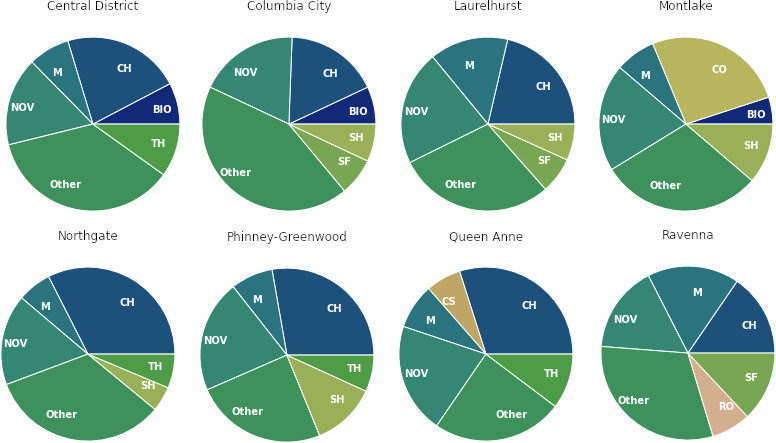 Central District
CH
M
NOV
BIO
TH
Other
Columbia City
NOV
CH
BIO
SH
SF
Other
Laurelhurst
M
CH
NOV
SH
SF
Other
Montlake
CO
M
NOV
BIO
SH
Other
Northgate
CH
M
NOV
TH
SH
Other
Phinney-Greenwood
M
CH
NOV
TH
SH
Other
Queen Anne
CS
CH
M
NOV
TH
Other
Ravenna
M
NOV
CH
SF
RO
Other